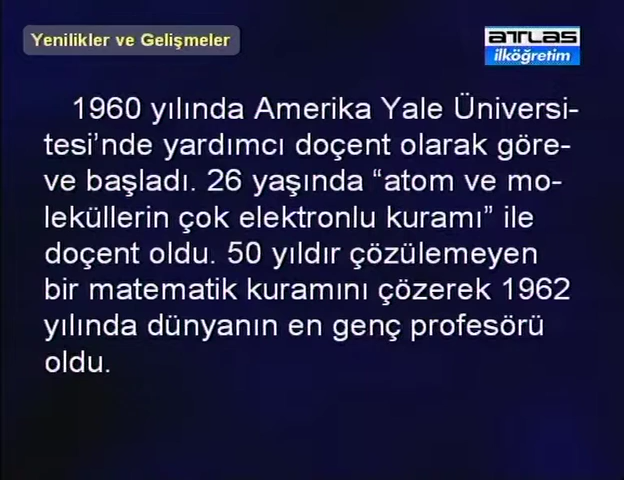 Yenilikler ve Gelişmeler
ATLAS
ilköğretim
1960 yılında Amerika Yale Üniversi-
tesi’nde yardımcı doçent olarak göre-
ve başladı. 26 yaşında “atom ve mo-
leküllerin çok elektronlu kuramı” ile
doçent oldu. 50 yıldır çözülemeyen
bir matematik kuramını çözerek 1962
yılında dünyanın en genç profesörü
oldu.